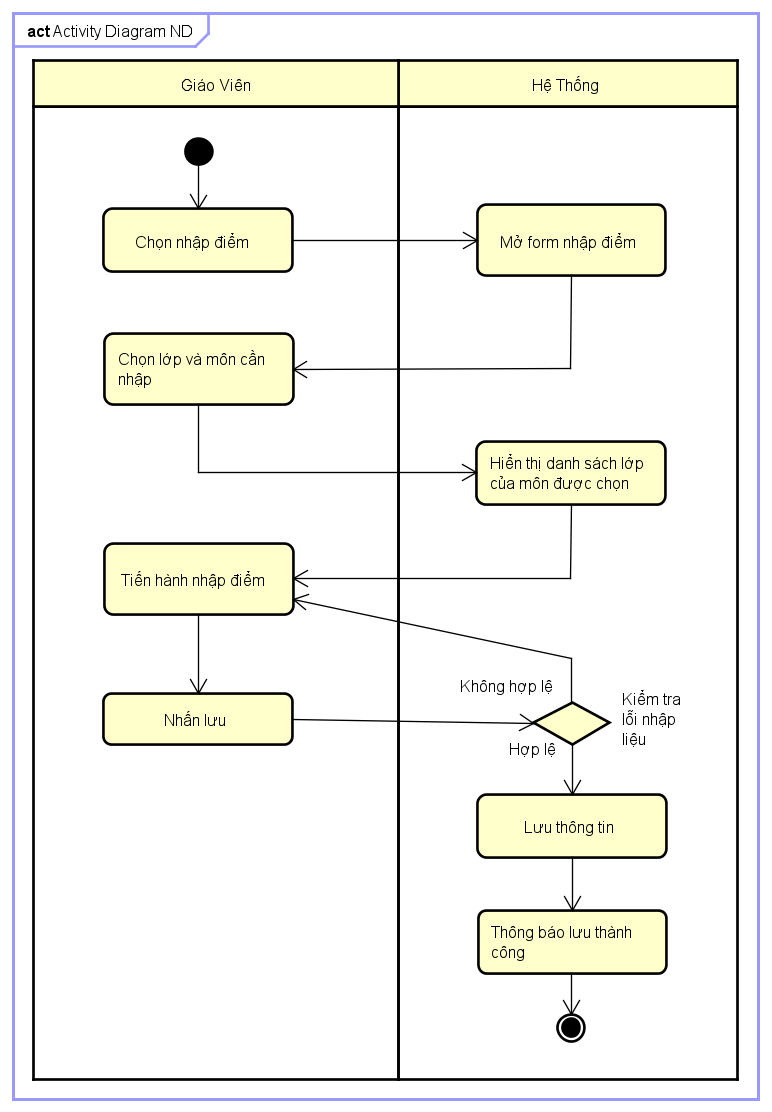 act Activity Diagram ND
Giáo Viên
Hệ Thống
Chọn nhập điểm
Mở form nhập điểm
Chọn lớp và môn cần
nhập
Hiển thị danh sách lớp
của môn được chọn
Tiến hành nhập điểm
Không hợp lệ
Kiểm tra
lỗi nhập
liệu
Nhấn lưu
Hợp lệ
Lưu thông tin
Thông báo lưu thành
công